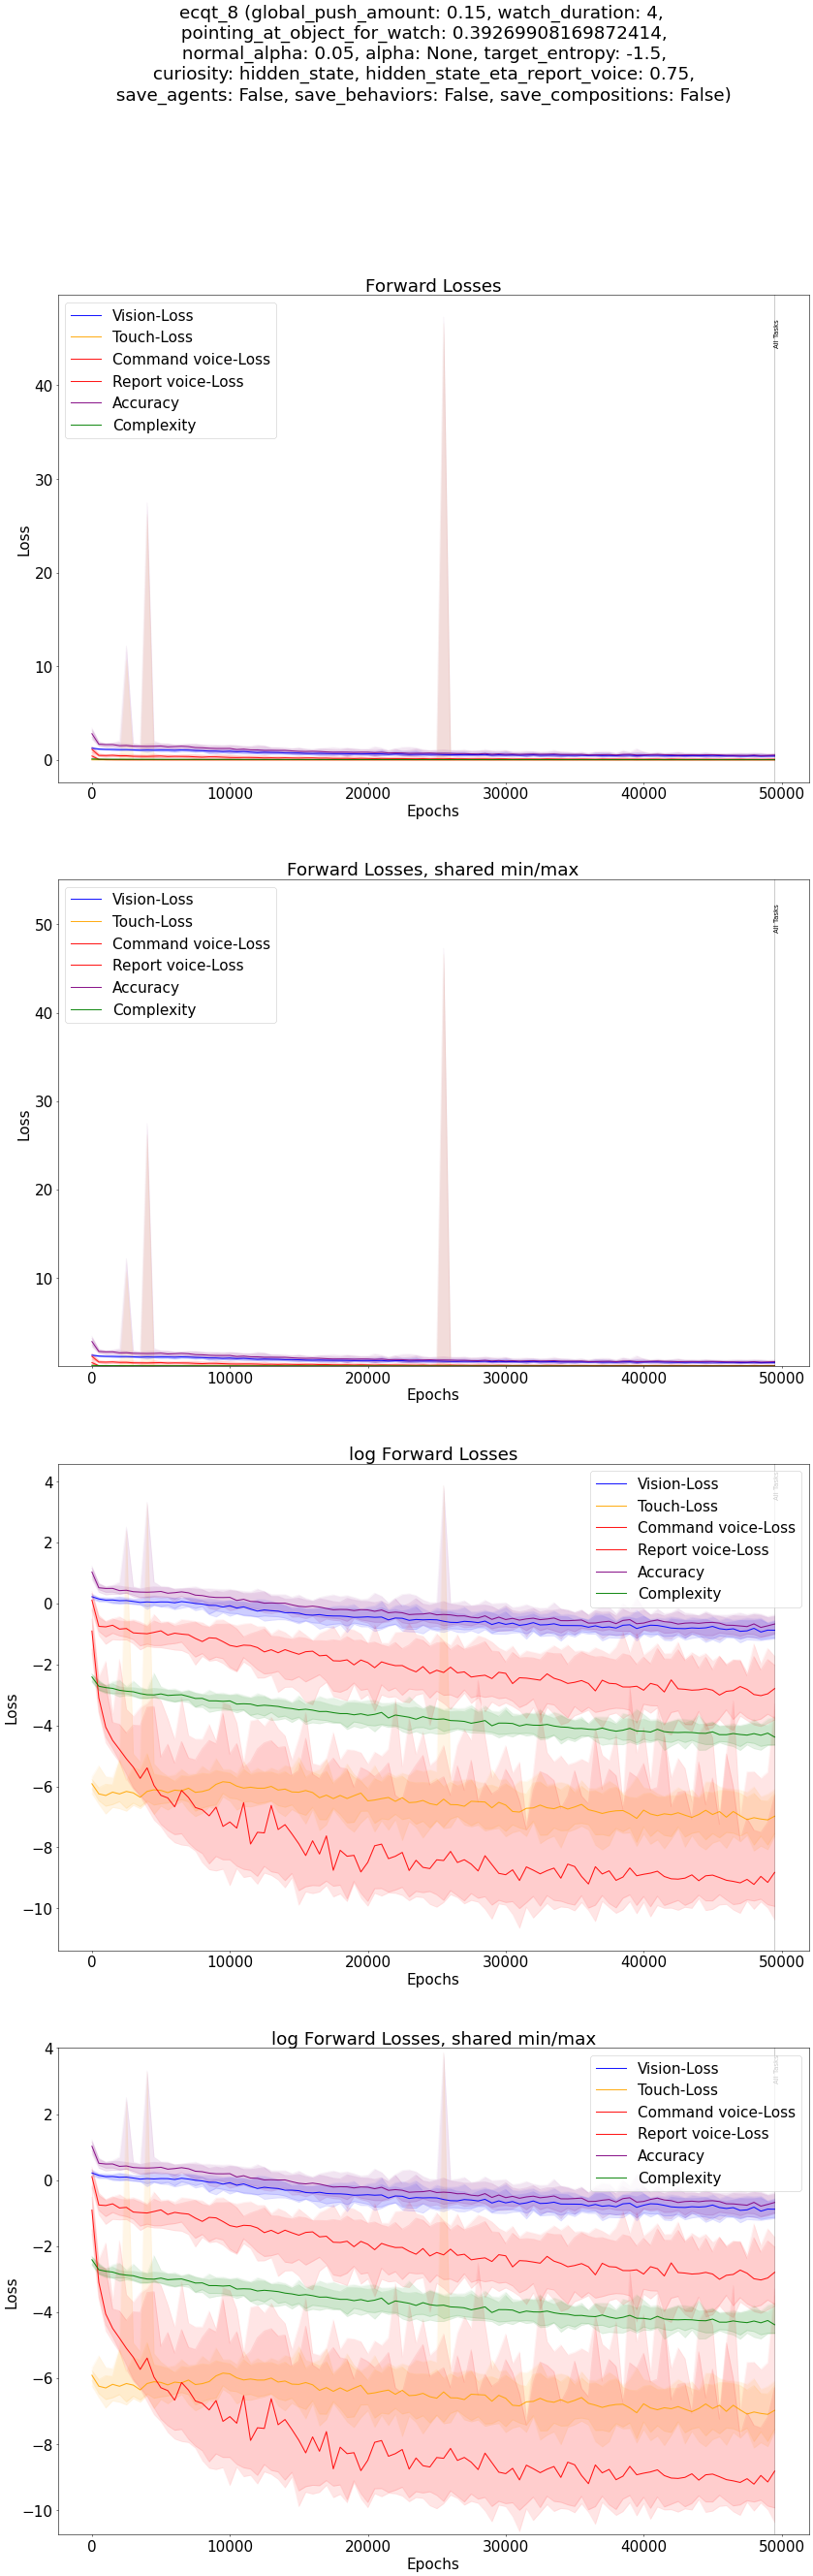 ecqt_8 (global_push_amount: 0.15, watch_duration: 4,
pointing_at_object_for_watch: 0.39269908169872414,
normal_alpha: 0.05, alpha: None, target_entropy: -1.5,
curiosity: hidden_state, hidden_state_eta_report_voice: 0.75,
save_agents: False, save_behaviors: False, save_compositions: False)
Forward Losses
Vision-Loss
Touch-Loss
Command voice-Loss
Report voice-Loss
Accuracy
Complexity
All Tasks
40
30
20
10
0
Loss
0 10000 20000 30000 40000 50000
Epochs
Forward Losses, shared min/max
Vision-Loss
Touch-Loss
Command voice-Loss
Report voice-Loss
Accuracy
Complexity
All Tasks
50
40
30
20
10
Loss
0 10000 20000 30000 40000 50000
Epochs
log Forward Losses
Vision-Loss
Touch-Loss
Command voice-Loss
Report voice-Loss
Accuracy
Complexity
All Tasks
4
2
0
−2
−4
−6
−8
−10
Loss
0 10000 20000 30000 40000 50000
Epochs
log Forward Losses, shared min/max
Vision-Loss
Touch-Loss
Command voice-Loss
Report voice-Loss
Accuracy
Complexity
All Tasks
4
2
0
−2
−4
−6
−8
−10
Loss
0 10000 20000 30000 40000 50000
Epochs